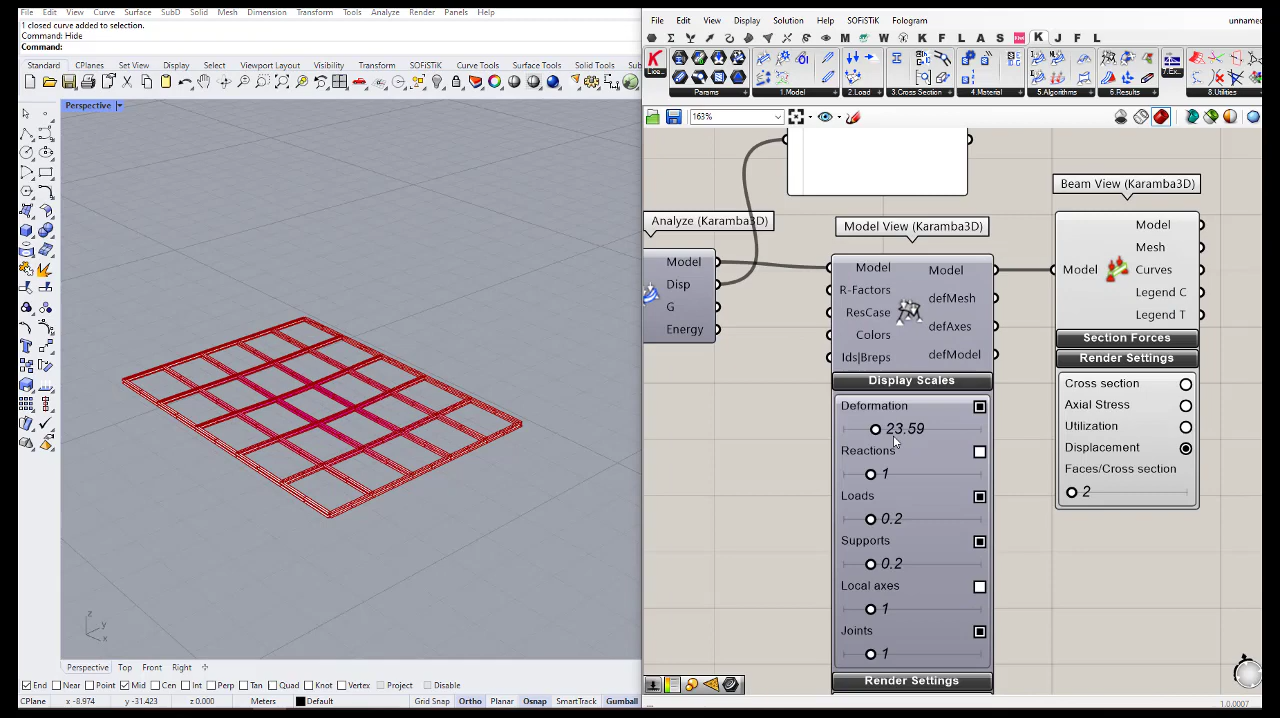 File Edit View Curve Surface SubD Solid Mesh Dimension Transform Tools Analyze Render Panels Help
1 closed curve added to selection.
Command: Hide
Command:
Standard CPlanes Set View Display Select Viewport Layout Visibility Transform SOFiSTiK Curve Tools Surface Tools Solid Tools Su
Perspective
z
y
x
Perspective Top Front Right
End Near Point Mid Cen Int Perp Tan Quad Knot Vertex Project Disable
CPlane x -8.974 y -31.423 z 0.000 Meters Default Grid Snap Ortho Planar Osnap SmartTrack Gumball
File Edit View Display Solution Help SOFiSTiK Fologram unnamed
M W K F L A S K J F L
Lice...
Params 1.Model 2.Load 3.Cross Section 4.Material 5.Algorithms 6.Results 7.Ex... 8.Utilities
163%
Analyze (Karamba3D)
Model
Disp
G
Energy
Model View (Karamba3D)
Model Model
R-Factors defMesh
ResCase
Colors defAxes
Ids|Breps defModel
Display Scales
Deformation
23.59
Reactions
1
Loads
0.2
Supports
0.2
Local axes
1
Joints
1
Render Settings
Beam View (Karamba3D)
Model
Mesh
Model Curves
Legend C
Legend T
Section Forces
Render Settings
Cross section
Axial Stress
Utilization
Displacement
Faces/Cross section
2
... 1.0.0007